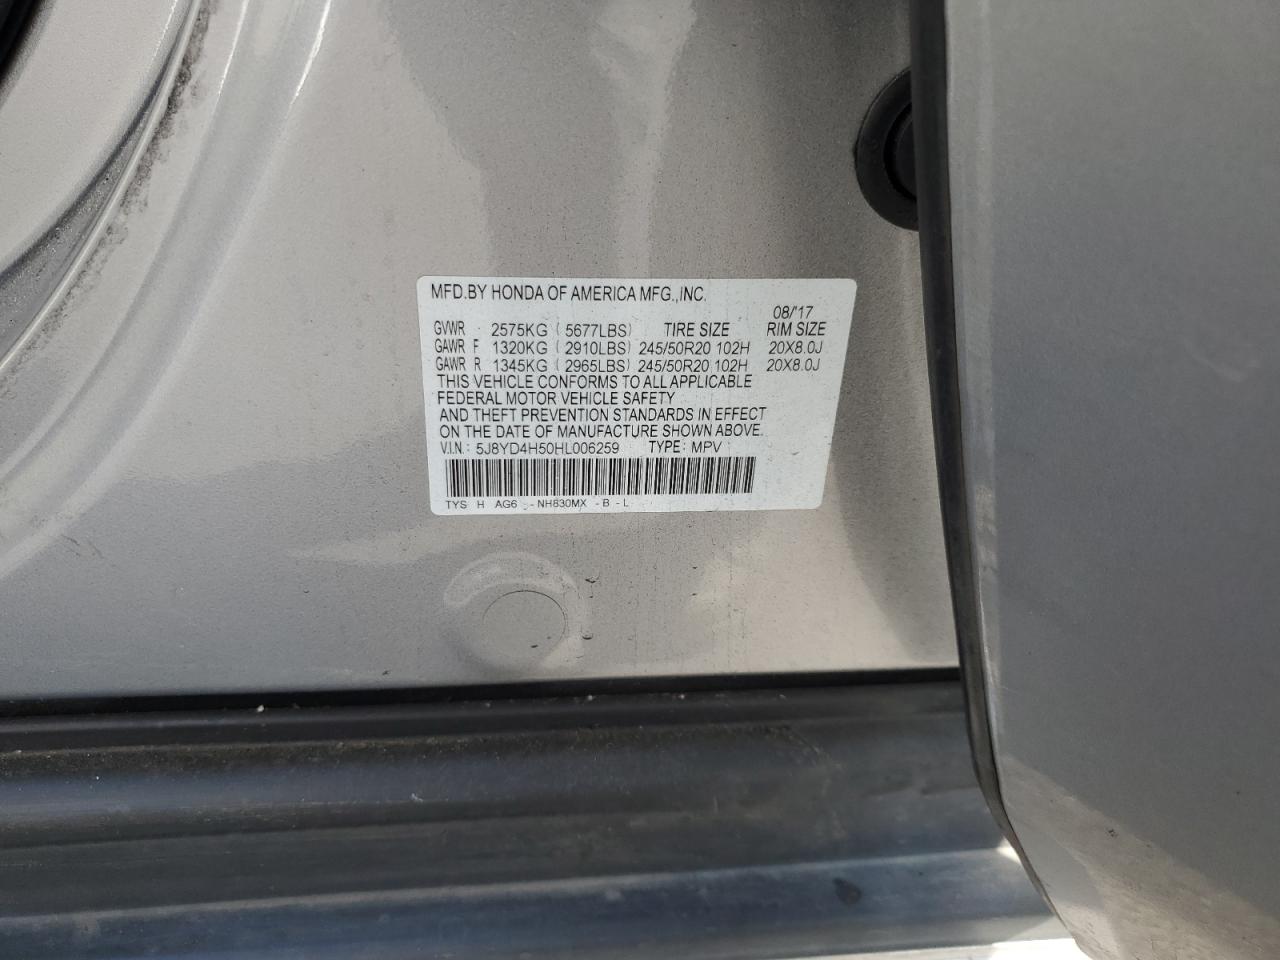 MFD.BY HONDA OF AMERICA MFG.,INC.
08/'17
GVWR 2575KG ( 5677LBS) TIRE SIZE RIM SIZE
GAWR F 1320KG ( 2910LBS) 245/50R20 102H 20X8.0J
GAWR R 1345KG ( 2965LBS) 245/50R20 102H 20X8.0J
THIS VEHICLE CONFORMS TO ALL APPLICABLE
FEDERAL MOTOR VEHICLE SAFETY
AND THEFT PREVENTION STANDARDS IN EFFECT
ON THE DATE OF MANUFACTURE SHOWN ABOVE.
V.I.N.: 5J8YD4H50HL006259 TYPE: MPV
TYS H AG6 - NH830MX - B - L